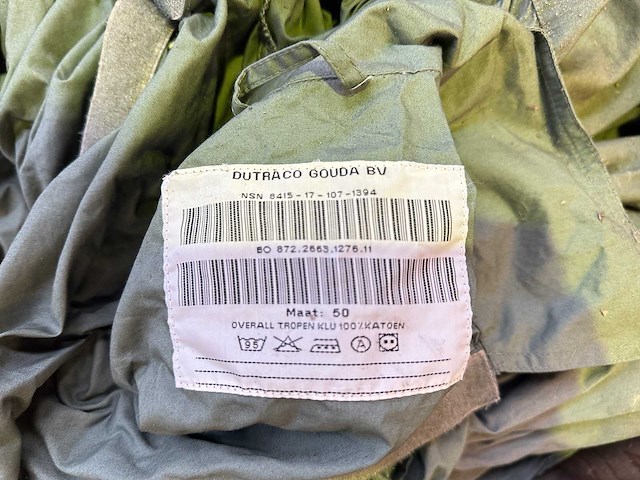 DUTRACO GOUDA BV
NSN 8415-17-107-1394
BO 872.2663.1276.11
Maat: 50
OVERALL TROPEN KLU 100% KATOEN
95 A